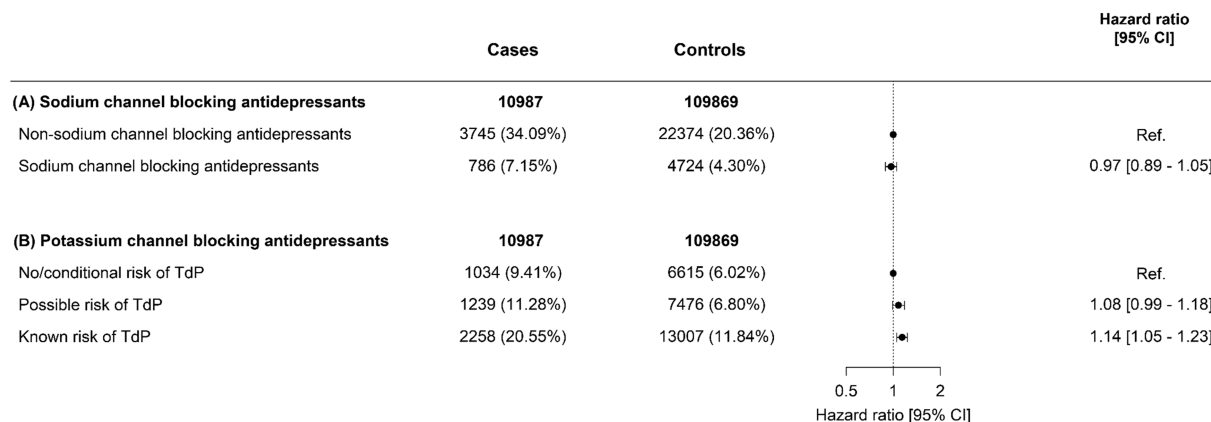 Hazard ratio
[95% CI]
Cases Controls
(A) Sodium channel blocking antidepressants 10987 109869
Non-sodium channel blocking antidepressants 3745 (34.09%) 22374 (20.36%) Ref.
Sodium channel blocking antidepressants 786 (7.15%) 4724 (4.30%) 0.97 [0.89 - 1.05]
(B) Potassium channel blocking antidepressants 10987 109869
No/conditional risk of TdP 1034 (9.41%) 6615 (6.02%) Ref.
Possible risk of TdP 1239 (11.28%) 7476 (6.80%) 1.08 [0.99 - 1.18]
Known risk of TdP 2258 (20.55%) 13007 (11.84%) 1.14 [1.05 - 1.23]
0.5 1 2
Hazard ratio [95% CI]